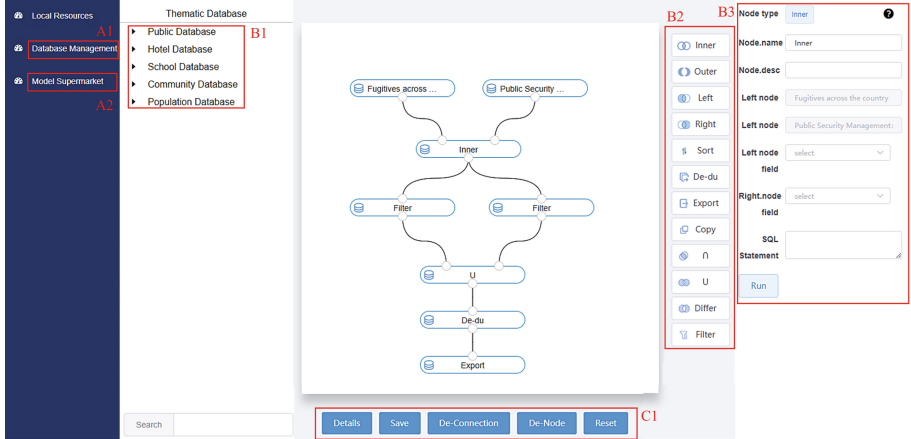 Local Resources
A1
Database Management
Model Supermarket
A2
Thematic Database
Public Database
B1
Hotel Database
School Database
Community Database
Population Database
Search
Fugitives across ...
Public Security ...
Inner
Filter
Filter
U
De-du
Export
Details
Save
De-Connection
De-Node
Reset
C1
B2
Inner
Outer
Left
Right
Sort
De-du
Export
Copy
∩
U
Differ
Filter
B3
Node type
Inner
?
Node.name
Inner
Node.desc
Left node
Fugitives across the country
Left node
Public Security Management:
Left node
field
select
Right.node
field
select
SQL
Statement
Run